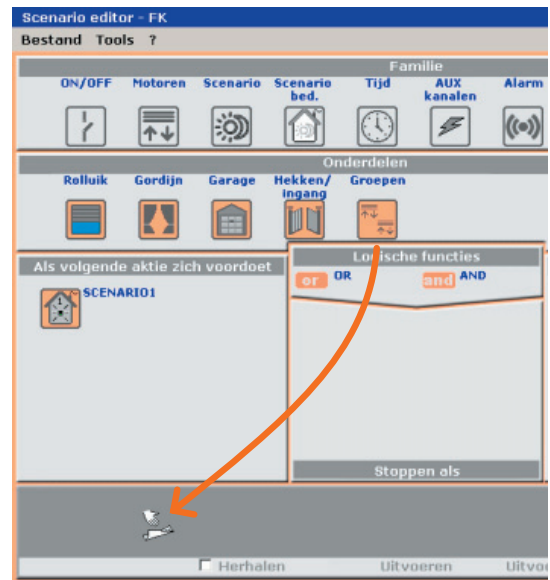 Scenario editor - FK
Bestand Tools ?
Familie
ON/OFF Motoren Scenario Scenario bed. Tijd AUX kanalen Alarm
Onderdelen
Rolluik Gordijn Garage Hekken/ ingang Groepen
Als volgende aktie zich voordoet
SCENARIO1
Logische functies
or OR and AND
Stoppen als
Herhalen Uitvoeren